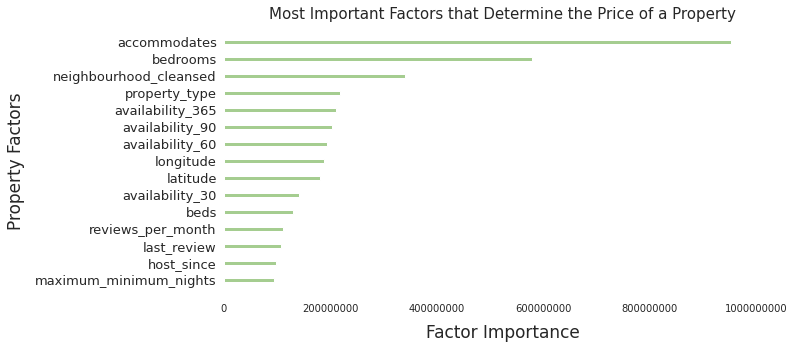 Most Important Factors that Determine the Price of a Property
Property Factors
accommodates
bedrooms
neighbourhood_cleansed
property_type
availability_365
availability_90
availability_60
longitude
latitude
availability_30
beds
reviews_per_month
last_review
host_since
maximum_minimum_nights
0 200000000 400000000 600000000 800000000 1000000000
Factor Importance